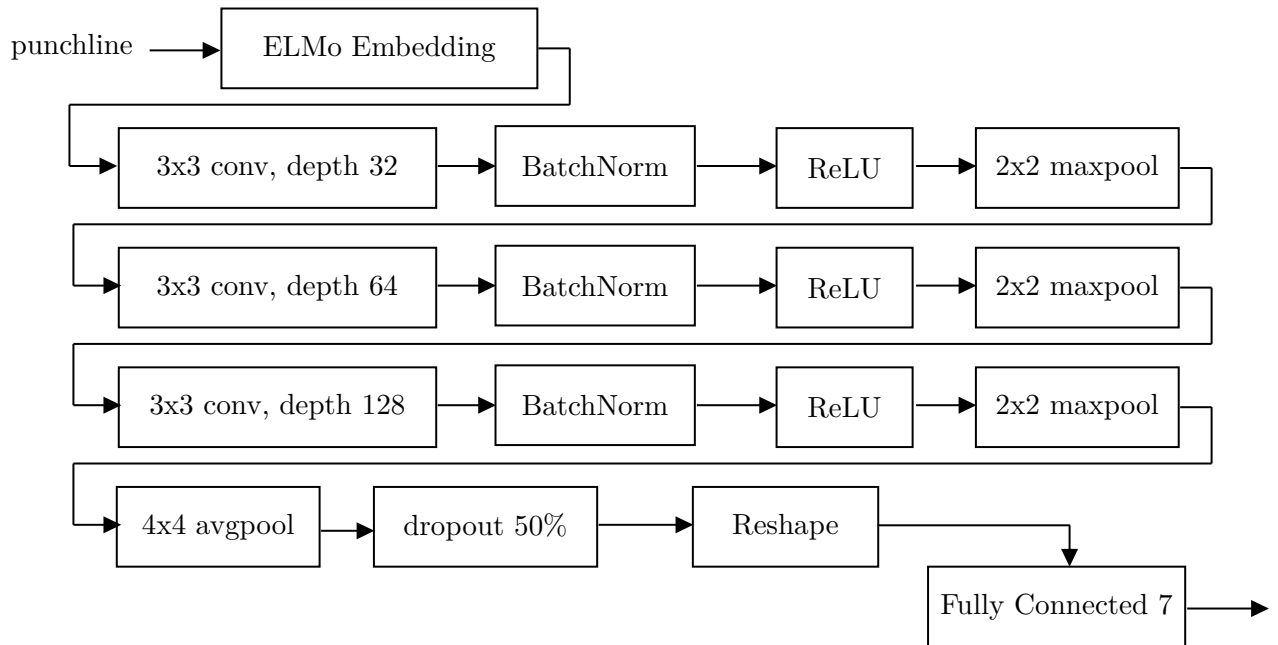 punchline
ELMo Embedding
3x3 conv, depth 32
BatchNorm
ReLU
2x2 maxpool
3x3 conv, depth 64
BatchNorm
ReLU
2x2 maxpool
3x3 conv, depth 128
BatchNorm
ReLU
2x2 maxpool
4x4 avgpool
dropout 50%
Reshape
Fully Connected 7